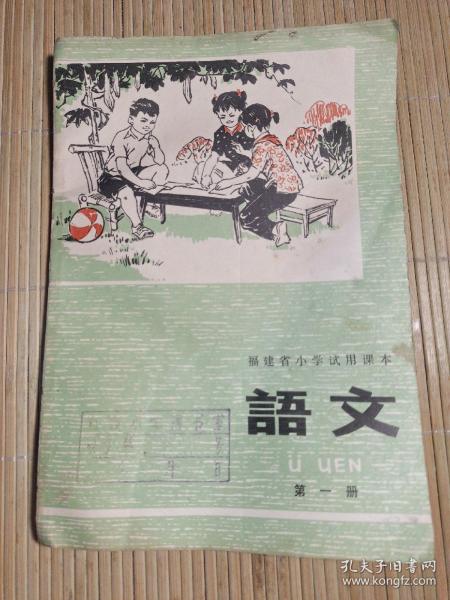 福建省小学试用课本
語文
Ü ЦEN
第一册
孔夫子旧书网
www.kongfz.com